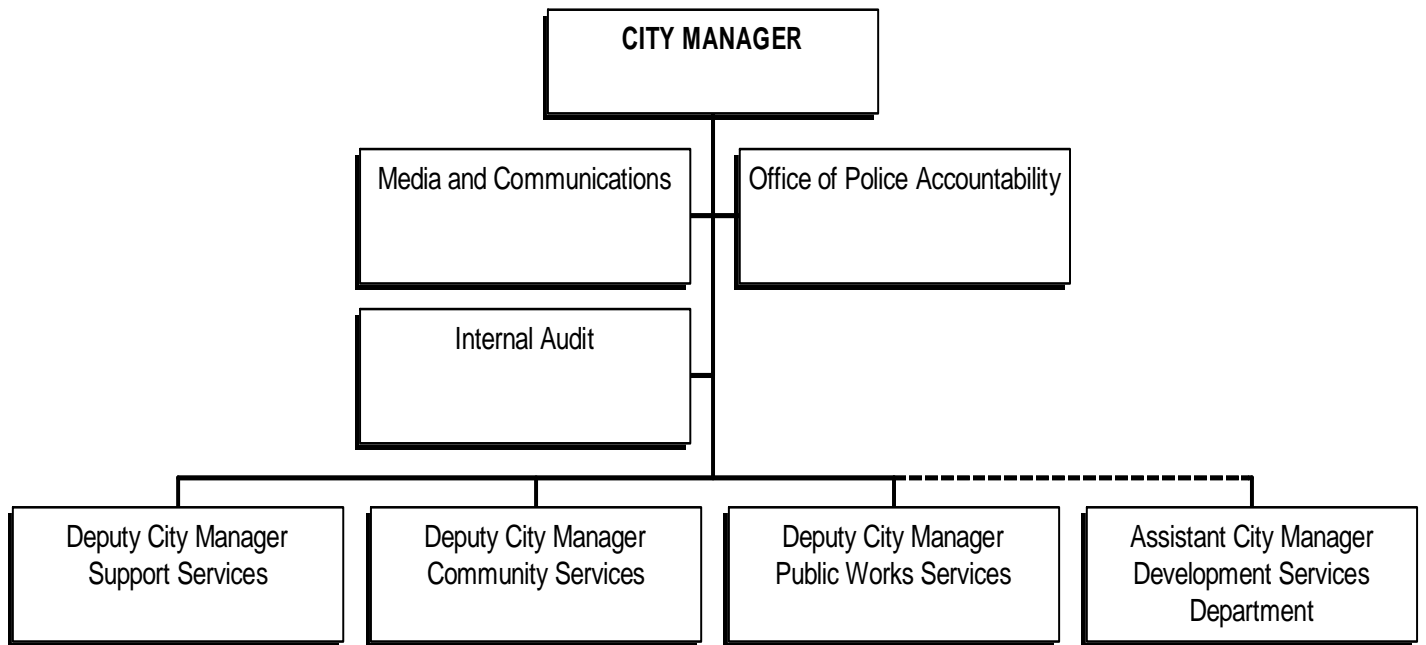 CITY MANAGER
Media and Communications
Office of Police Accountability
Internal Audit
Deputy City Manager
Support Services
Deputy City Manager
Community Services
Deputy City Manager
Public Works Services
Assistant City Manager
Development Services
Department